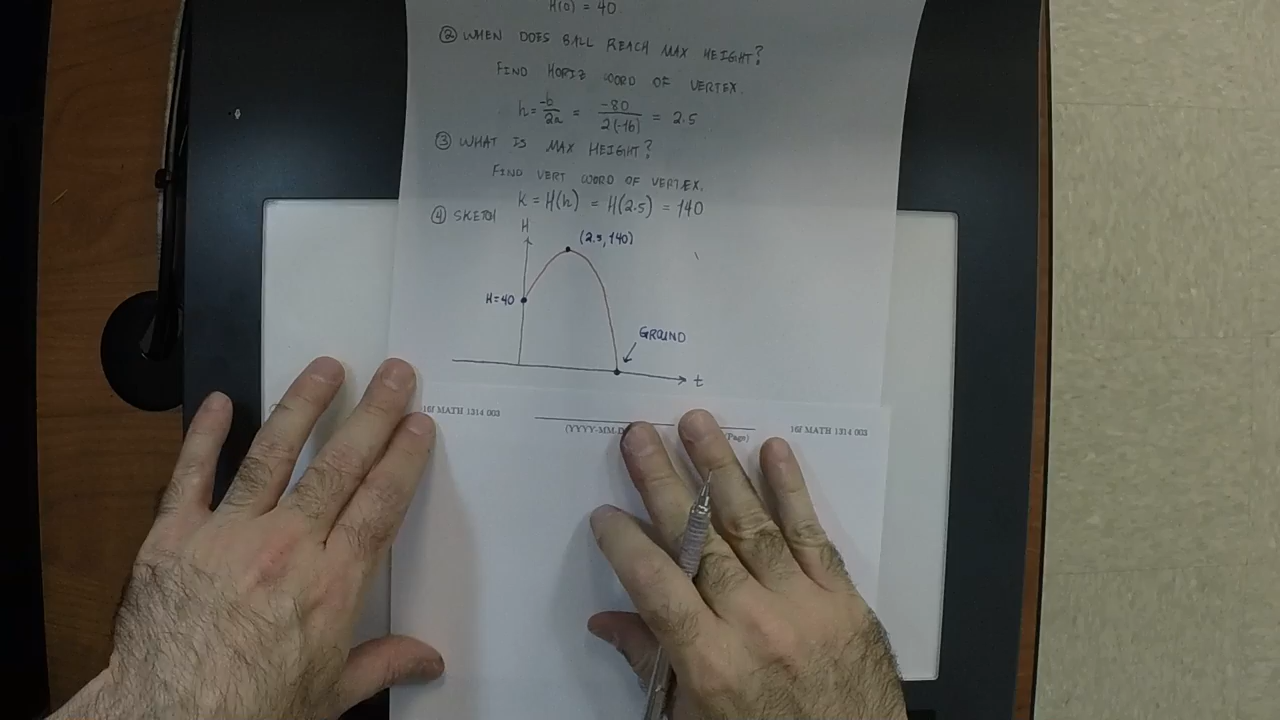 H(0) = 40
② WHEN DOES BALL REACH MAX HEIGHT?
FIND HORIZ COORD OF VERTEX.
h = -b/2a = -80/2(-16) = 2.5
③ WHAT IS MAX HEIGHT?
FIND VERT COORD OF VERTEX.
K = H(h) = H(2.5) = 140
④ SKETCH
H
(2.5, 140)
H=40
GROUND
t
16f MATH 1314 003
(YYYY-MM-D
Page)
16f MATH 1314 003